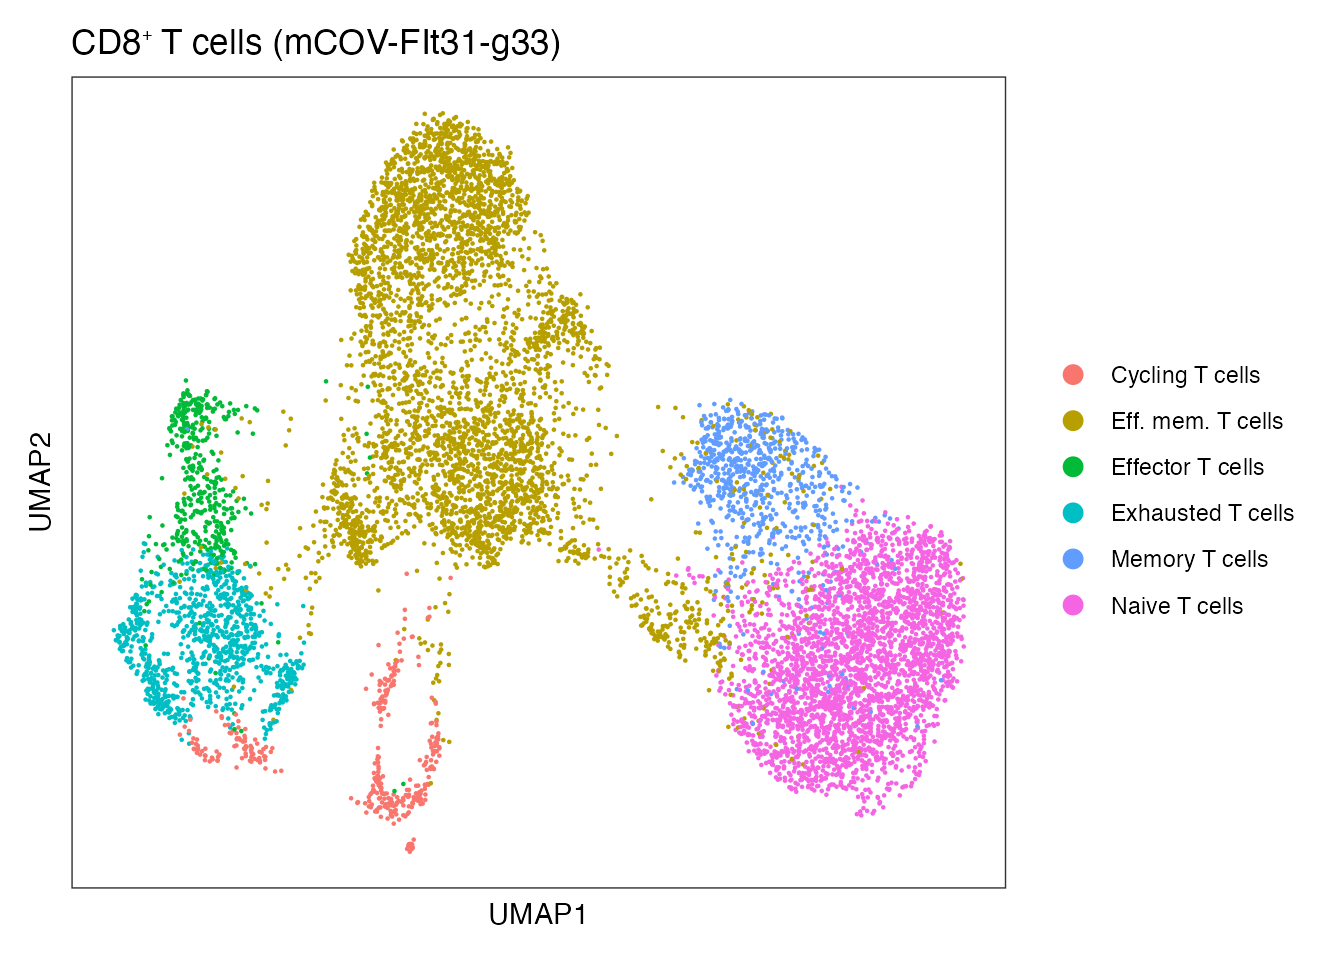 CD8⁺ T cells (mCOV-Flt31-g33)
UMAP2
UMAP1
Cycling T cells
Eff. mem. T cells
Effector T cells
Exhausted T cells
Memory T cells
Naive T cells